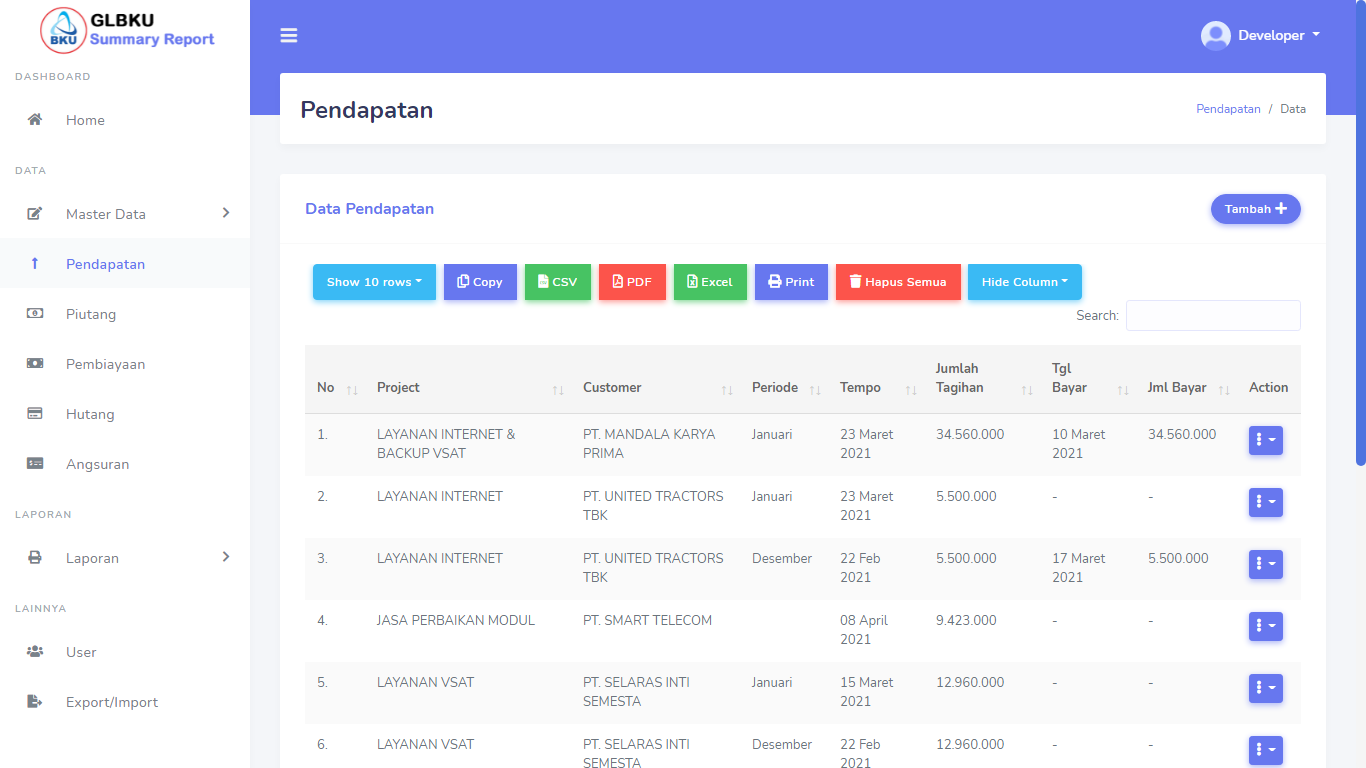 GLBKU
BKU
Summary Report
DASHBOARD
Home
DATA
Master Data
Pendapatan
Piutang
Pembiayaan
Hutang
Angsuran
LAPORAN
Laporan
LAINNYA
User
Export/Import
Developer
Pendapatan
Pendapatan / Data
Data Pendapatan
Tambah
Show 10 rows
Copy
CSV
PDF
Excel
Print
Hapus Semua
Hide Column
Search:
No Project Customer Periode Tempo Jumlah Tagihan Tgl Bayar Jml Bayar Action
1. LAYANAN INTERNET & BACKUP VSAT PT. MANDALA KARYA PRIMA Januari 23 Maret 2021 34.560.000 10 Maret 2021 34.560.000
2. LAYANAN INTERNET PT. UNITED TRACTORS TBK Januari 23 Maret 2021 5.500.000 - -
3. LAYANAN INTERNET PT. UNITED TRACTORS TBK Desember 22 Feb 2021 5.500.000 17 Maret 2021 5.500.000
4. JASA PERBAIKAN MODUL PT. SMART TELECOM 08 April 2021 9.423.000 - -
5. LAYANAN VSAT PT. SELARAS INTI SEMESTA Januari 15 Maret 2021 12.960.000 - -
6. LAYANAN VSAT PT. SELARAS INTI SEMESTA Desember 22 Feb 2021 12.960.000 - -